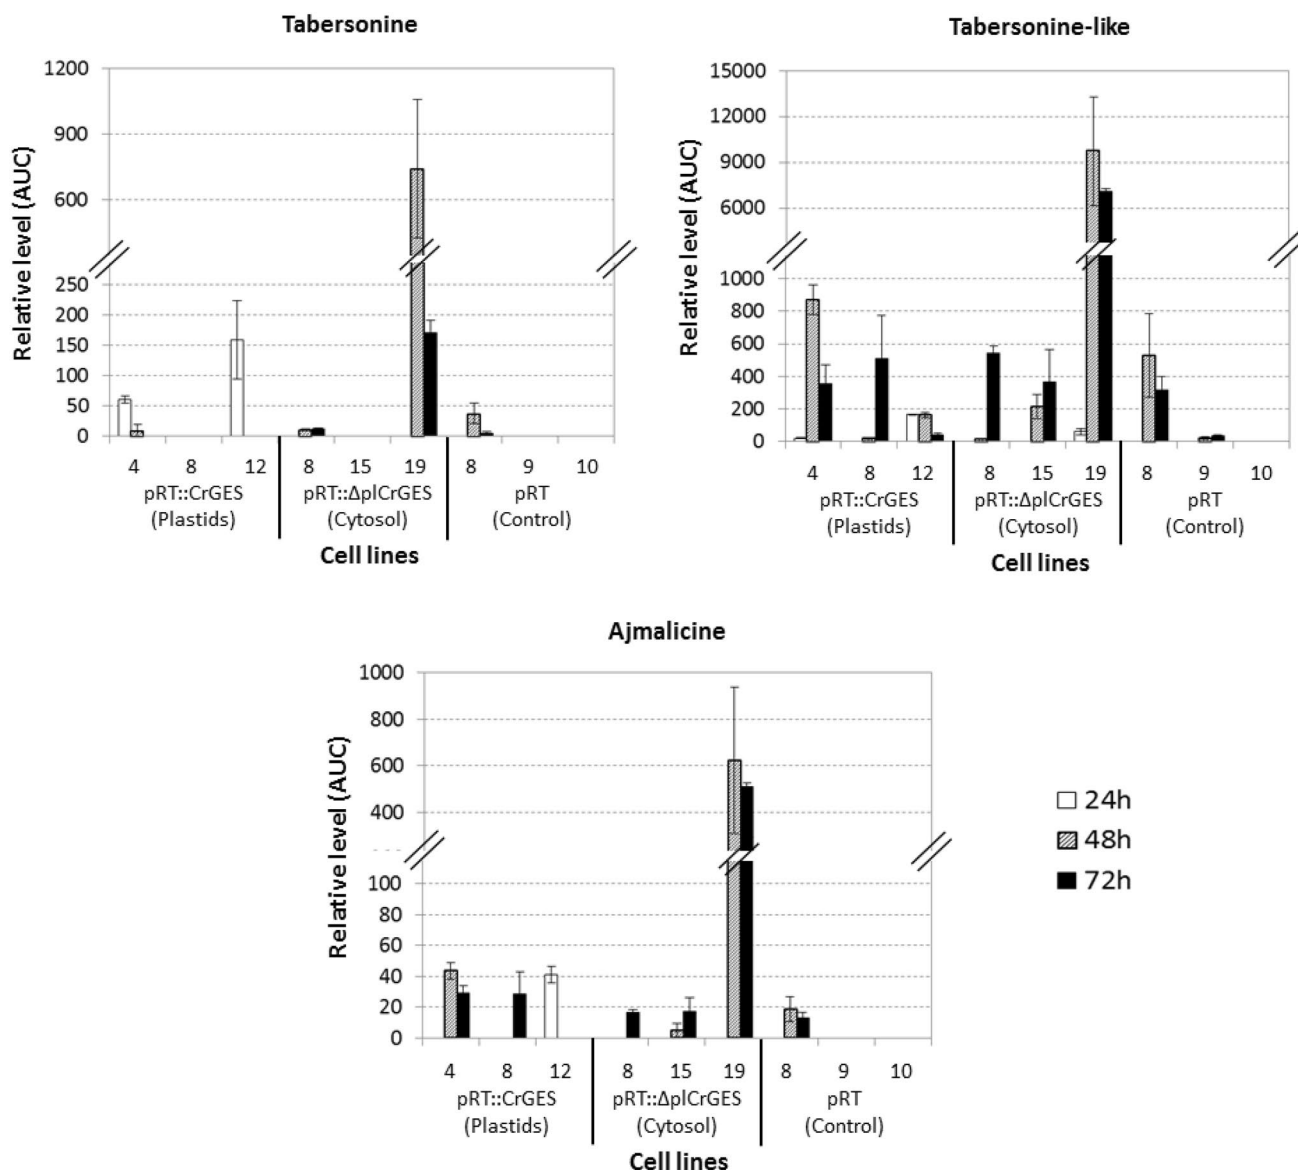 Tabersonine
Relative level (AUC)
1200
900
600
250
200
150
100
50
0
4 8 12 8 15 19 8 9 10
pRT::CrGES pRT::ΔplCrGES pRT
(Plastids) (Cytosol) (Control)
Cell lines
Tabersonine-like
Relative level (AUC)
15000
12000
9000
6000
1000
800
600
400
200
0
4 8 12 8 15 19 8 9 10
pRT::CrGES pRT::ΔplCrGES pRT
(Plastids) (Cytosol) (Control)
Cell lines
Ajmalicine
Relative level (AUC)
1000
800
600
400
100
80
60
40
20
0
4 8 12 8 15 19 8 9 10
pRT::CrGES pRT::ΔplCrGES pRT
(Plastids) (Cytosol) (Control)
Cell lines
24h
48h
72h